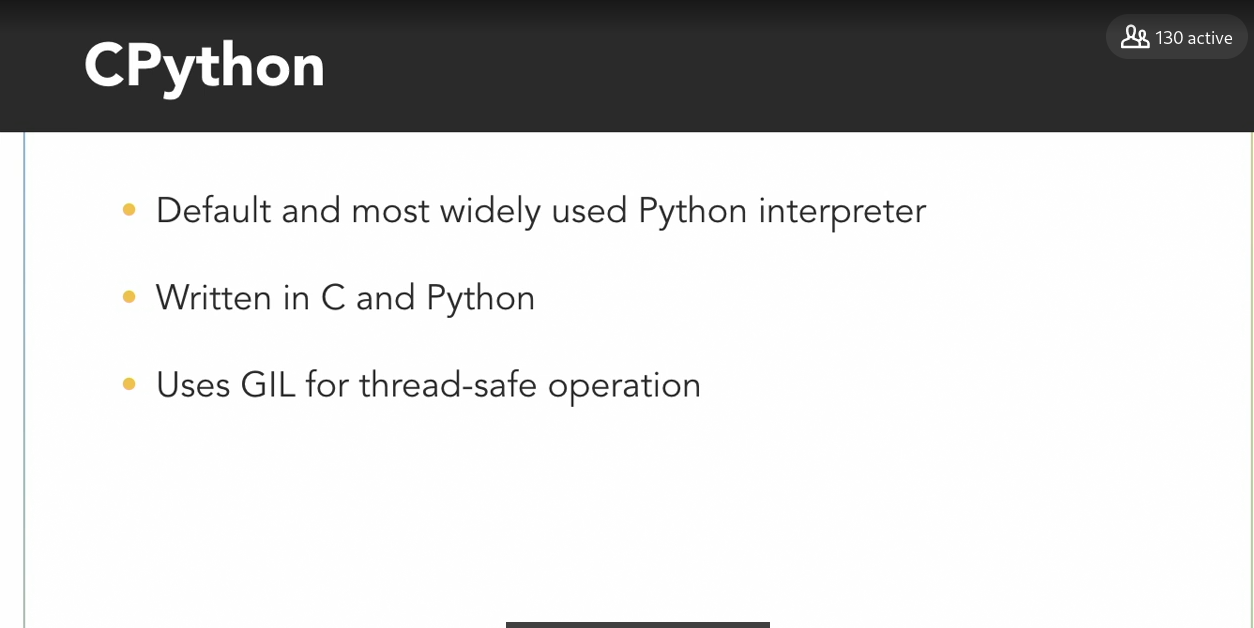 CPython
130 active
Default and most widely used Python interpreter
Written in C and Python
Uses GIL for thread-safe operation